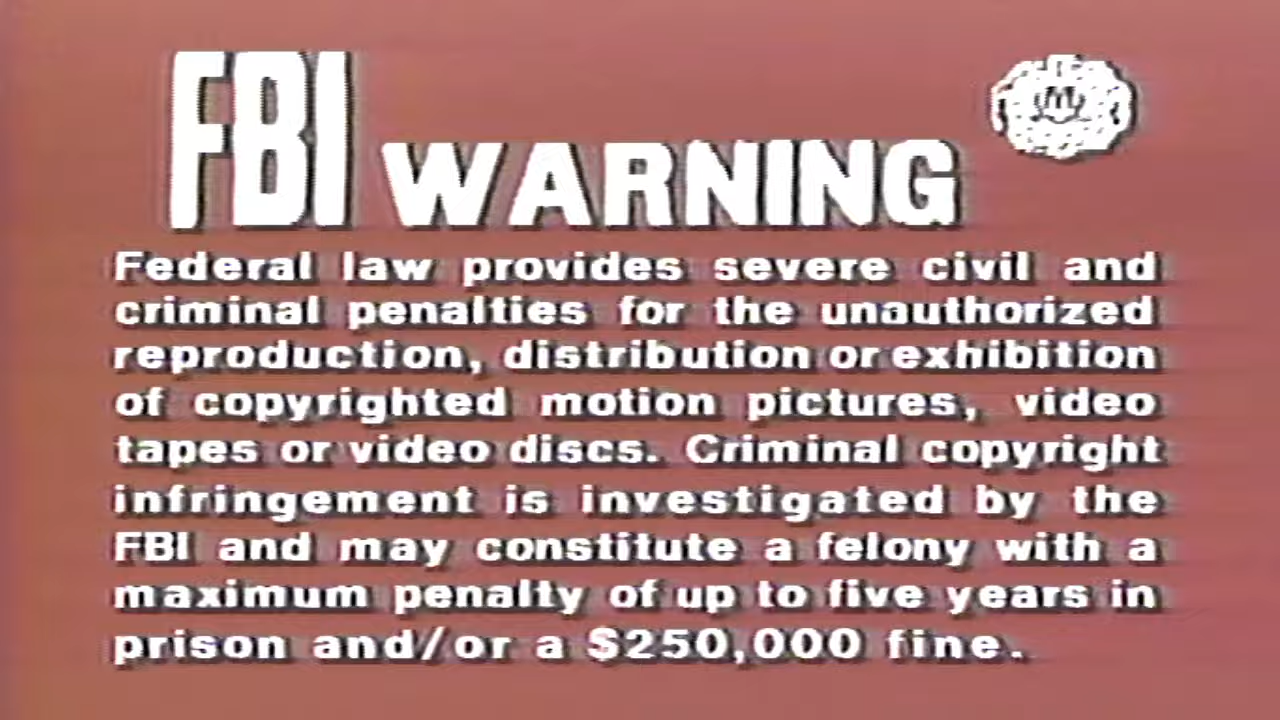 FBI WARNING
Federal law provides severe civil and
criminal penalties for the unauthorized
reproduction, distribution or exhibition
of copyrighted motion pictures, video
tapes or video discs. Criminal copyright
infringement is investigated by the
FBI and may constitute a felony with a
maximum penalty of up to five years in
prison and/or a $250,000 fine.